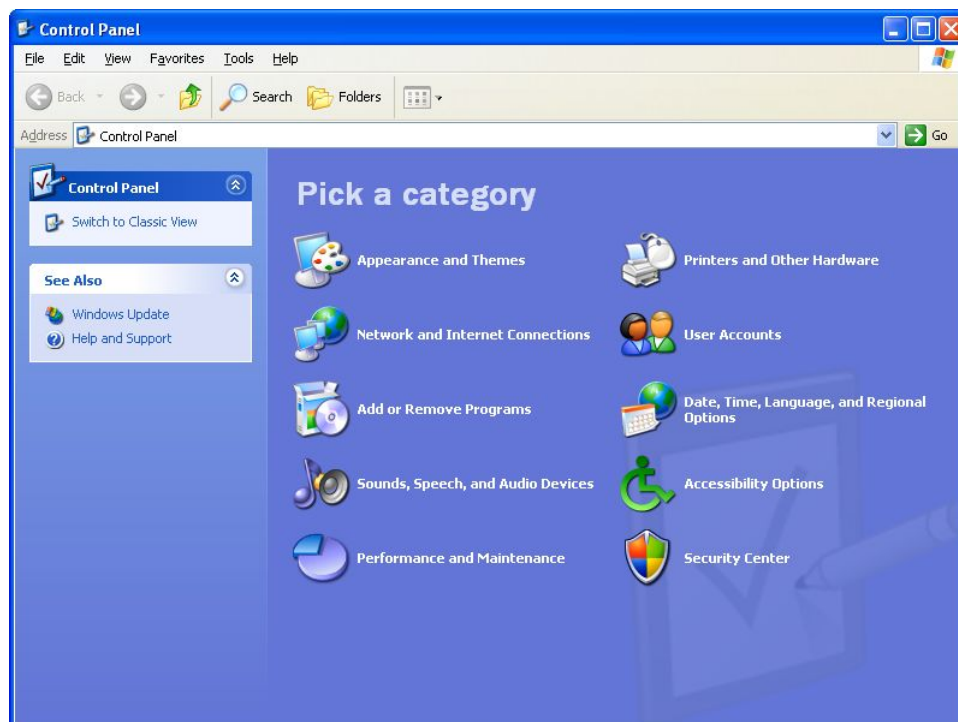 Control Panel
File Edit View Favorites Tools Help
Back Search Folders
Address Control Panel Go
Control Panel
Switch to Classic View
See Also
Windows Update
Help and Support
Pick a category
Appearance and Themes
Printers and Other Hardware
Network and Internet Connections
User Accounts
Add or Remove Programs
Date, Time, Language, and Regional
Options
Sounds, Speech, and Audio Devices
Accessibility Options
Performance and Maintenance
Security Center